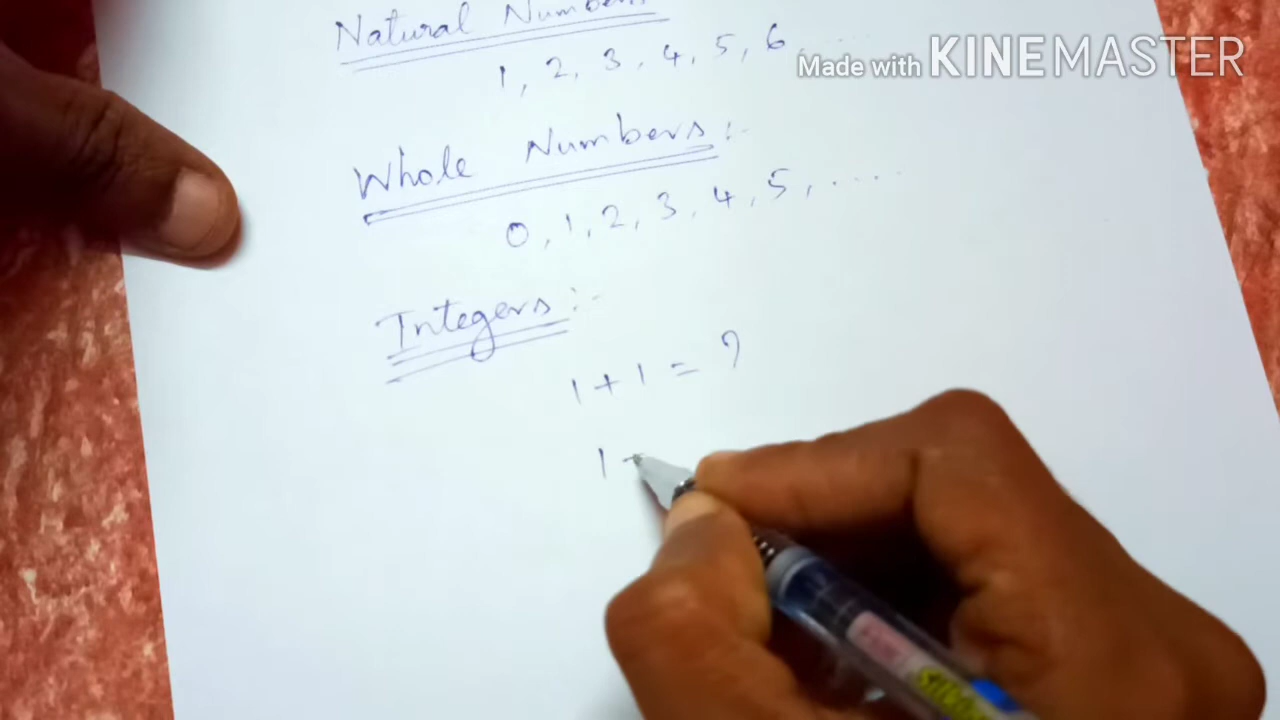 Natural Numbers
1, 2, 3, 4, 5, 6 .....
Made with KINEMASTER
Whole Numbers :-
0, 1, 2, 3, 4, 5, .....
Integers :-
1 + 1 = ?
1 -